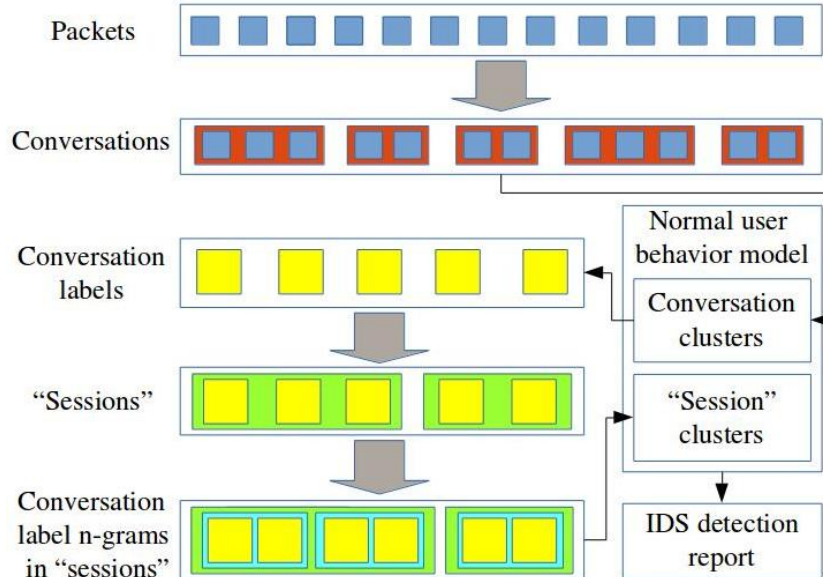 Packets
Conversations
Normal user
behavior model
Conversation
labels
Conversation
clusters
“Sessions”
“Session”
clusters
Conversation
label n-grams
in “sessions”
IDS detection
report